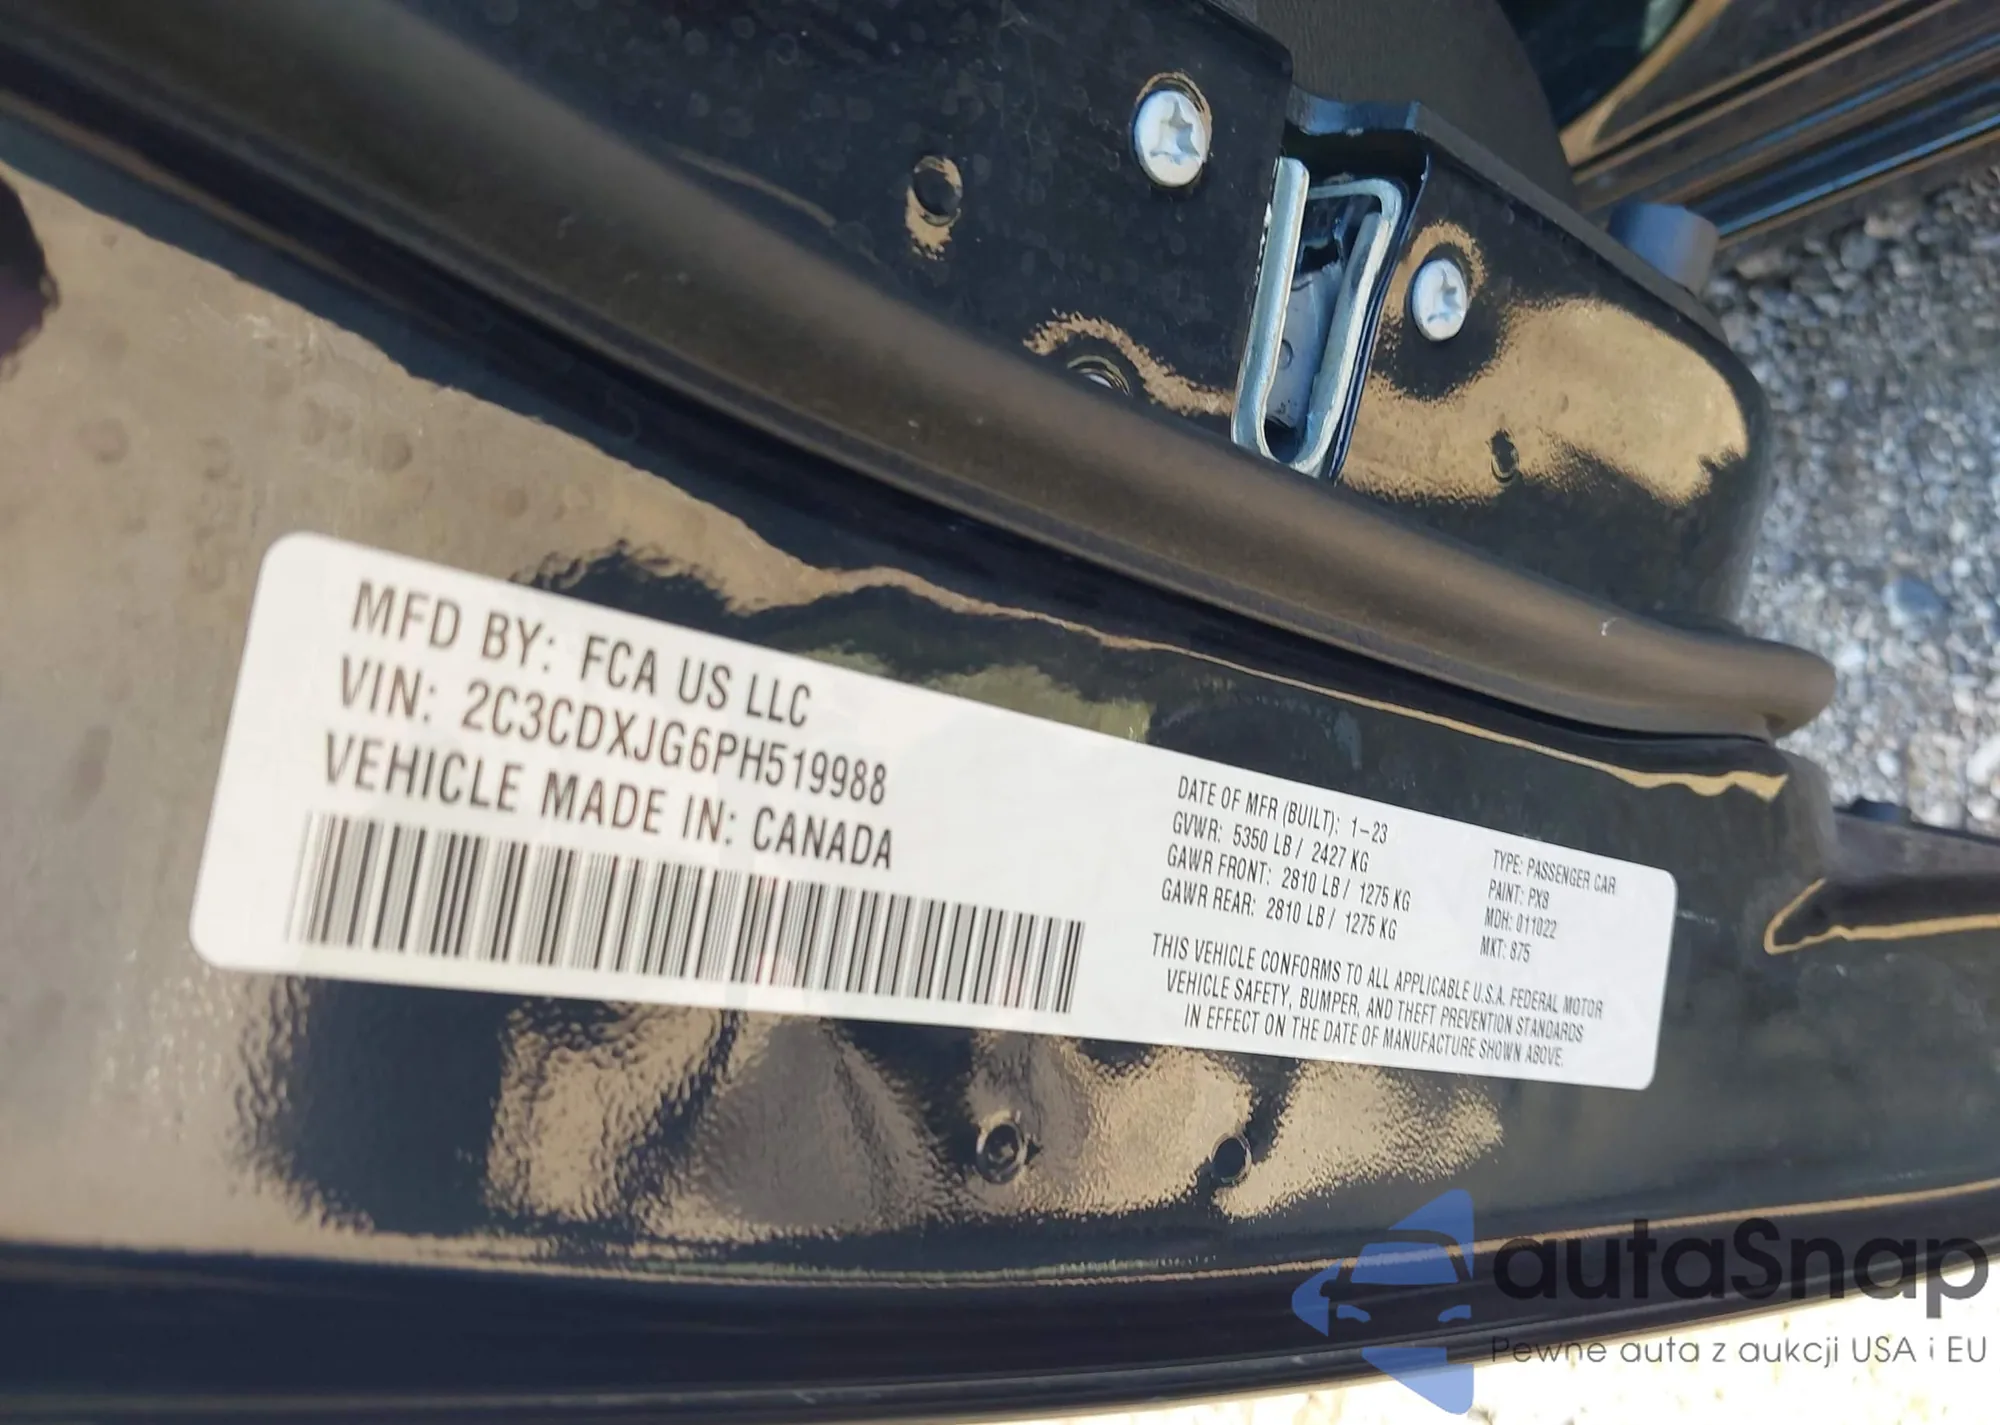 MFD BY: FCA US LLC
VIN: 2C3CDXJG6PH519988
VEHICLE MADE IN: CANADA
DATE OF MFR (BUILT): 1-23
GVWR: 5350 LB / 2427 KG
GAWR FRONT: 2810 LB / 1275 KG
GAWR REAR: 2810 LB / 1275 KG
TYPE: PASSENGER CAR
PAINT: PX8
MDH: 011022
MKT: 875
THIS VEHICLE CONFORMS TO ALL APPLICABLE U.S.A. FEDERAL MOTOR
VEHICLE SAFETY, BUMPER, AND THEFT PREVENTION STANDARDS
IN EFFECT ON THE DATE OF MANUFACTURE SHOWN ABOVE.
autaSnap
Pewne auta z aukcji USA i EU